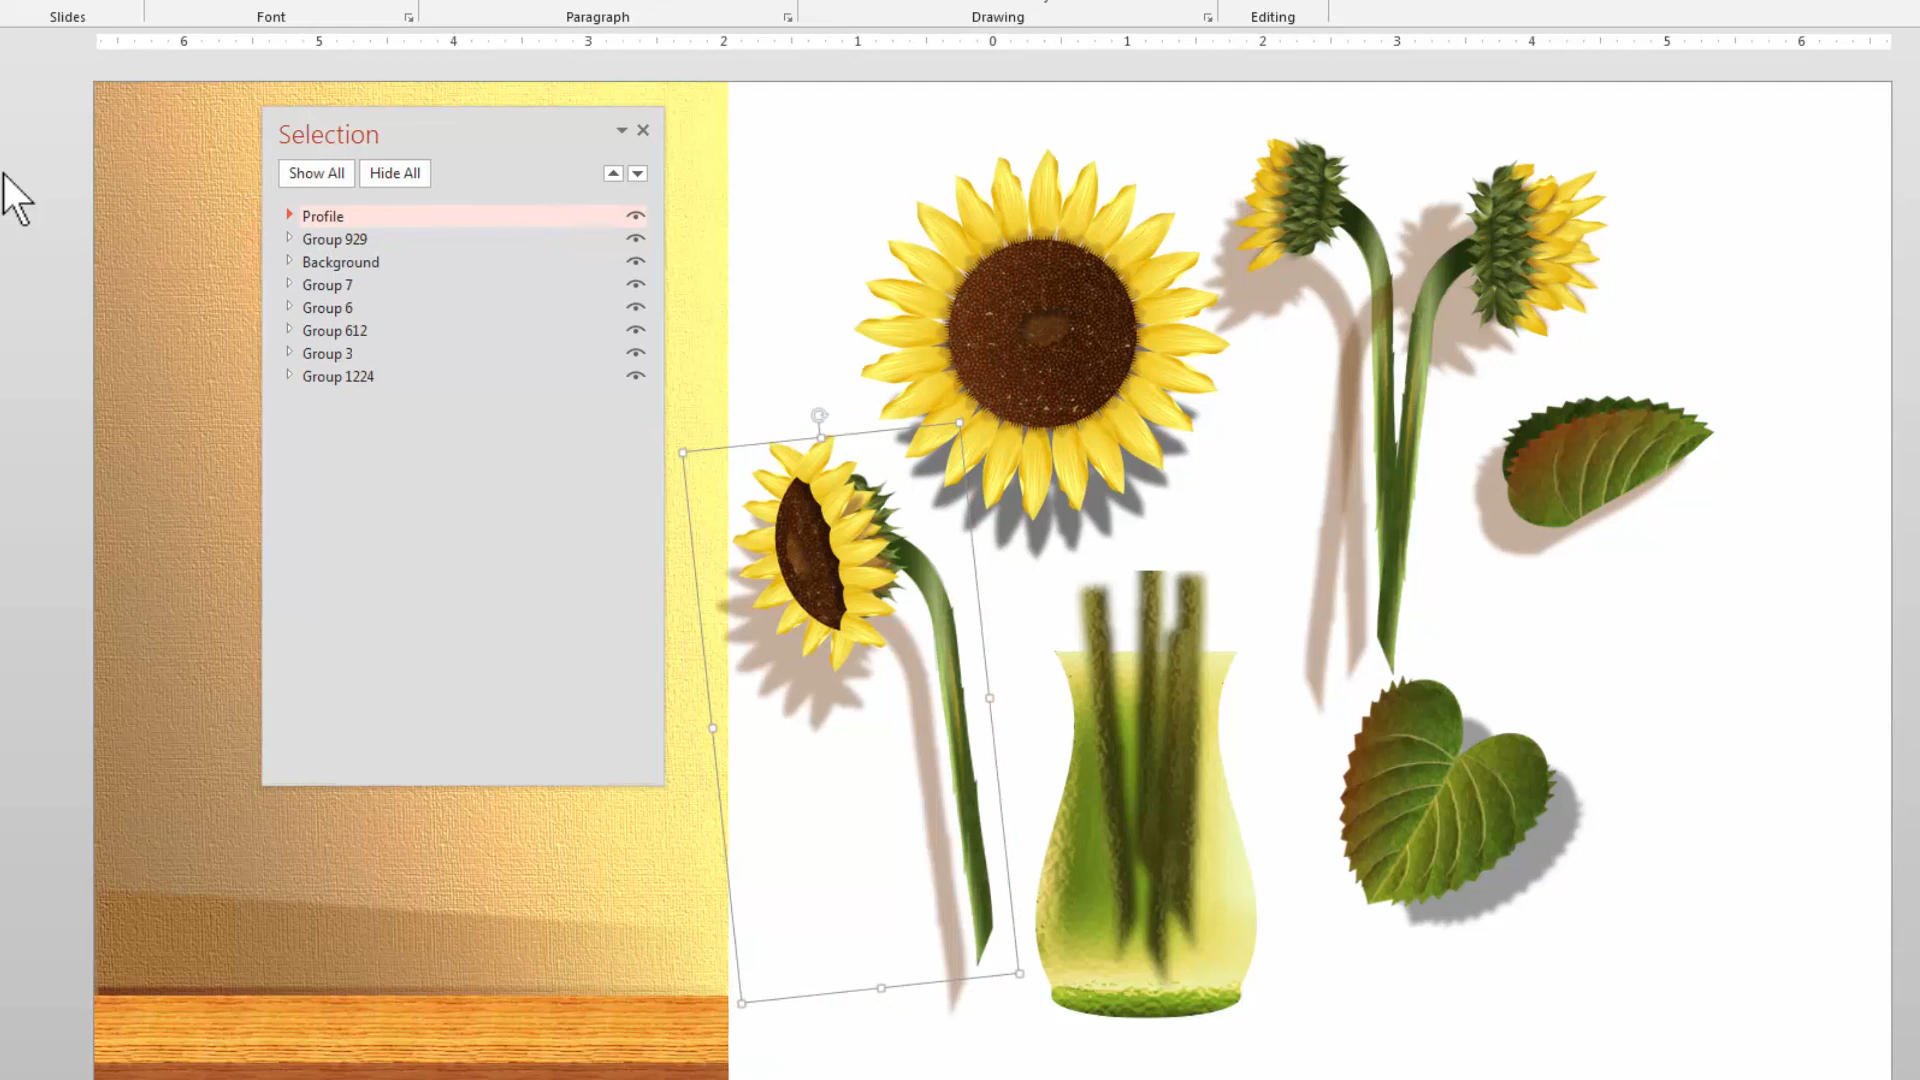 Slides Font Paragraph Drawing Editing
6 5 4 3 2 1 0 1 2 3 4 5 6
Selection
Show All Hide All
Profile
Group 929
Background
Group 7
Group 6
Group 612
Group 3
Group 1224